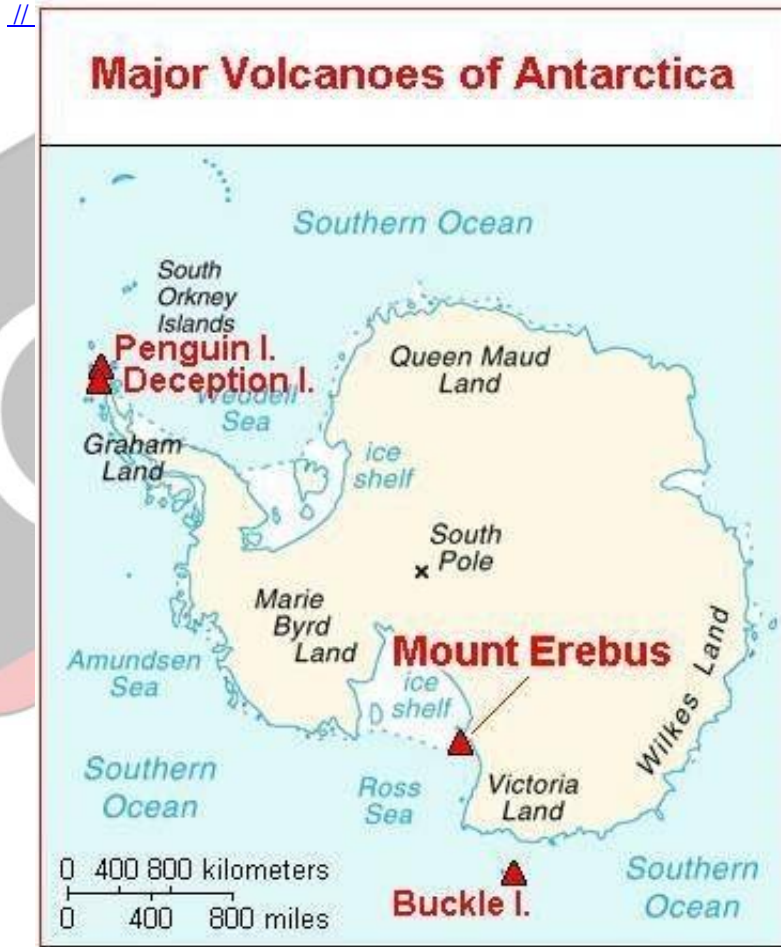 //
Major Volcanoes of Antarctica
Southern Ocean
South
Orkney
Islands
Penguin I.
Deception I.
Weddell
Sea
Queen Maud
Land
Graham
Land
ice
shelf
South
Pole
Marie
Byrd
Land
Mount Erebus
Amundsen
Sea
ice
shelf
Wilkes Land
Southern
Ocean
Ross
Sea
Victoria
Land
0 400 800 kilometers
0 400 800 miles
Buckle I.
Southern
Ocean